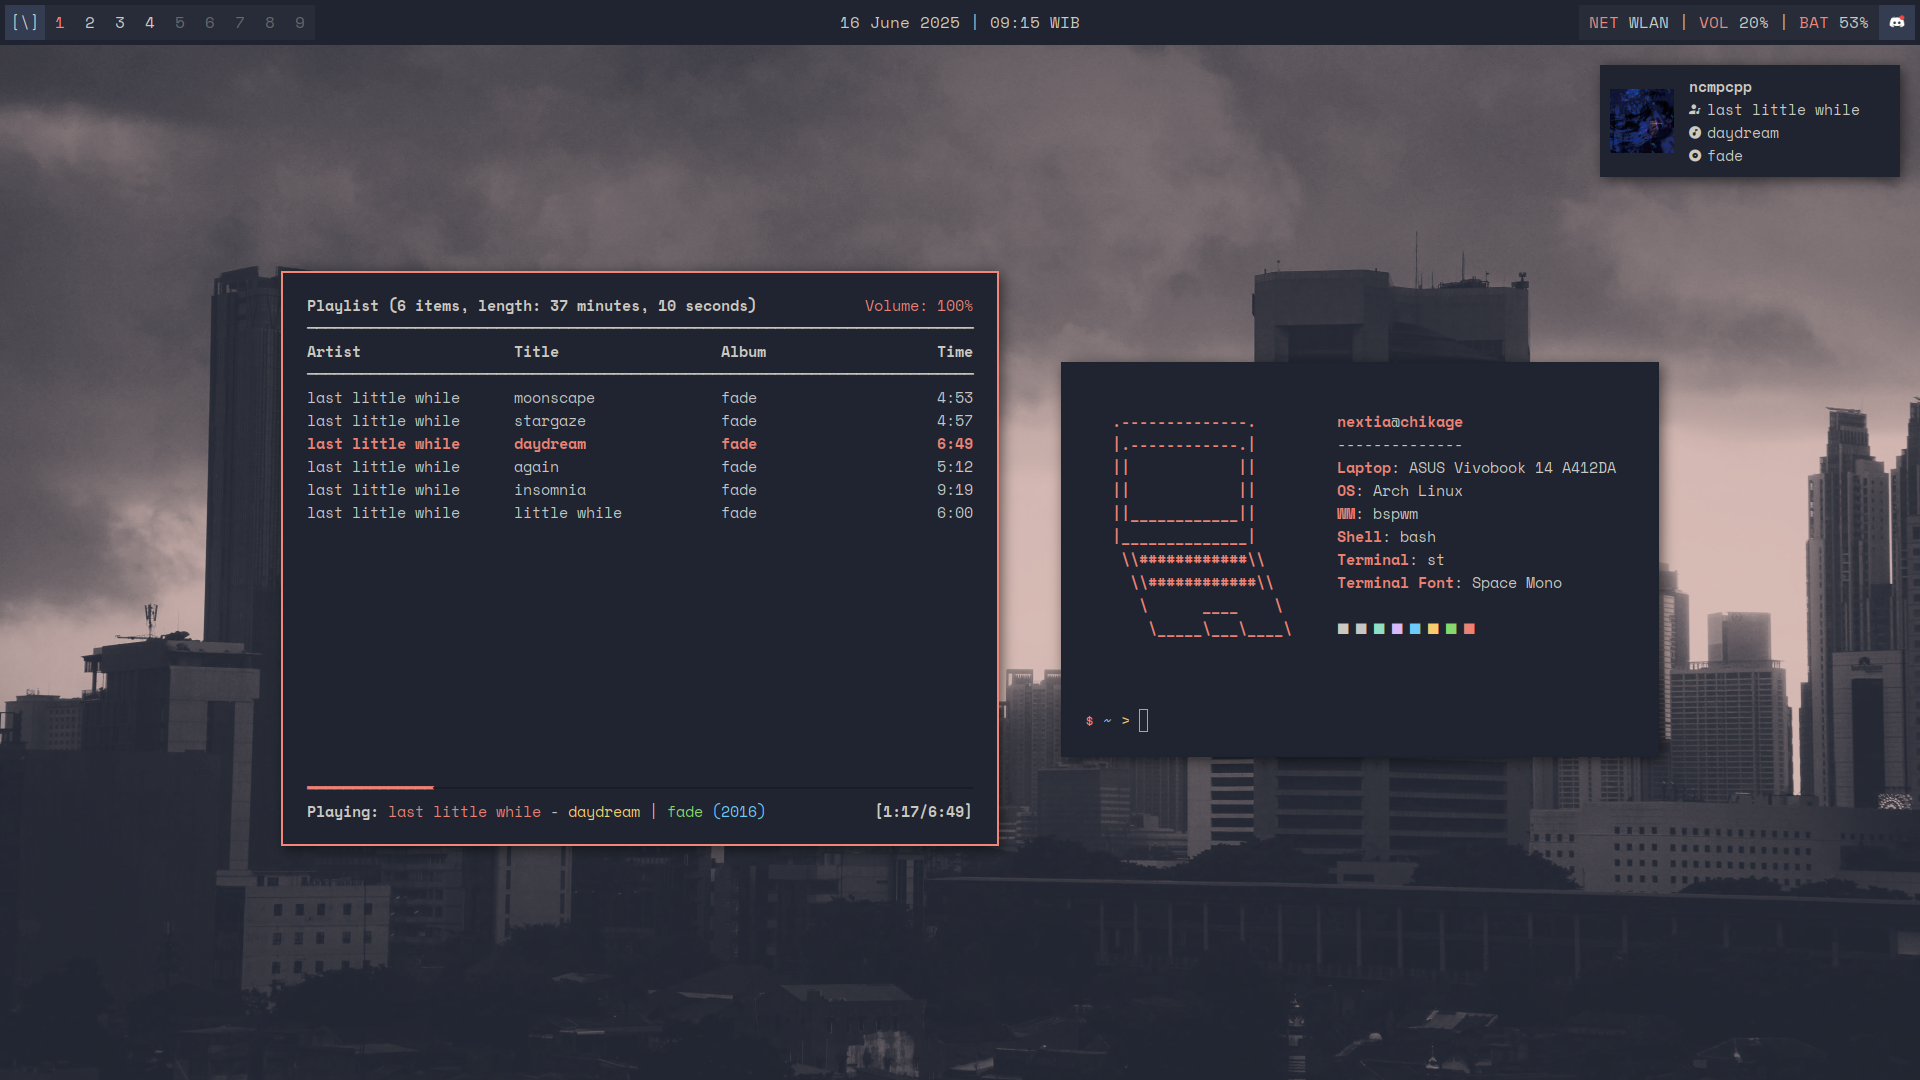 [\] 1 2 3 4 5 6 7 8 9
16 June 2025 | 09:15 WIB
NET WLAN | VOL 20% | BAT 53%
ncmpcpp
last little while
daydream
fade
Playlist (6 items, length: 37 minutes, 10 seconds) Volume: 100%
Artist Title Album Time
last little while moonscape fade 4:53
last little while stargaze fade 4:57
last little while daydream fade 6:49
last little while again fade 5:12
last little while insomnia fade 9:19
last little while little while fade 6:00
Playing: last little while - daydream | fade (2016) [1:17/6:49]
.--------------.
|.------------.|
||            ||
||            ||
||____________||
|______________|
 \\############\\
  \\############\\
   \      ____    \
    \_____\___\____\
nextia@chikage
--------------
Laptop: ASUS Vivobook 14 A412DA
OS: Arch Linux
WM: bspwm
Shell: bash
Terminal: st
Terminal Font: Space Mono
$ ~ >